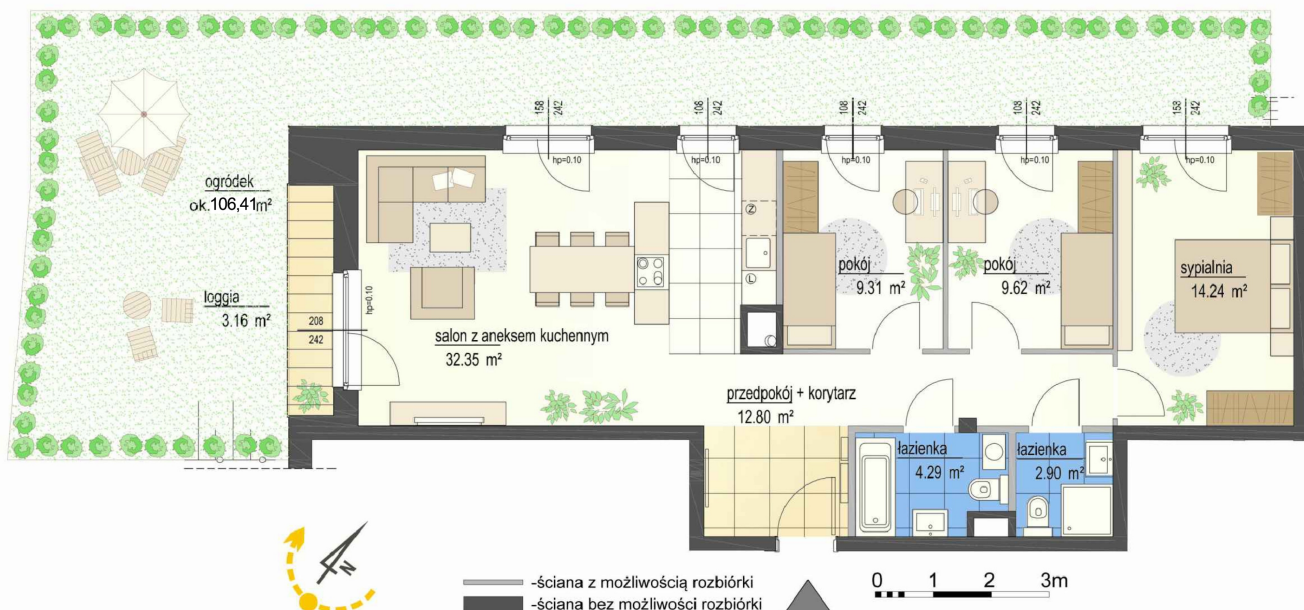 158
242
106
242
108
242
108
242
158
242
hp=0.10
hp=0.10
hp=0.10
hp=0.10
hp=0.10
ogródek
ok.106,41m²
loggia
3.16 m²
208
242
hp=0.10
salon z aneksem kuchennym
32.35 m²
Z
L
pokój
9.31 m²
pokój
9.62 m²
sypialnia
14.24 m²
przedpokój + korytarz
12.80 m²
łazienka
4.29 m²
łazienka
2.90 m²
N
-ściana z możliwością rozbiórki
-ściana bez możliwości rozbiórki
0 1 2 3m